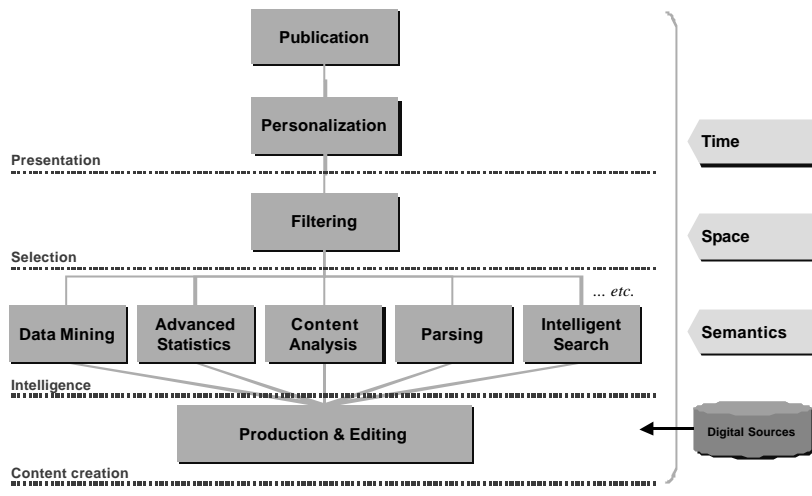 Publication
Personalization
Time
Presentation
Filtering
Space
Selection
... etc.
Data Mining
Advanced
Statistics
Content
Analysis
Parsing
Intelligent
Search
Semantics
Intelligence
Production & Editing
Digital Sources
Content creation